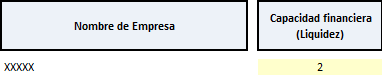 Nombre de Empresa
Capacidad financiera
(Liquidez)
XXXXX
2